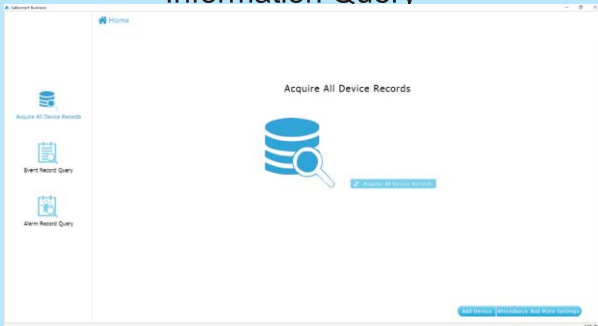 Information Query
Home
Acquire All Device Records
Acquire All Device Records
Acquire All Device Records
Event Record Query
Alarm Record Query
Add Device
Attendance And More Settings